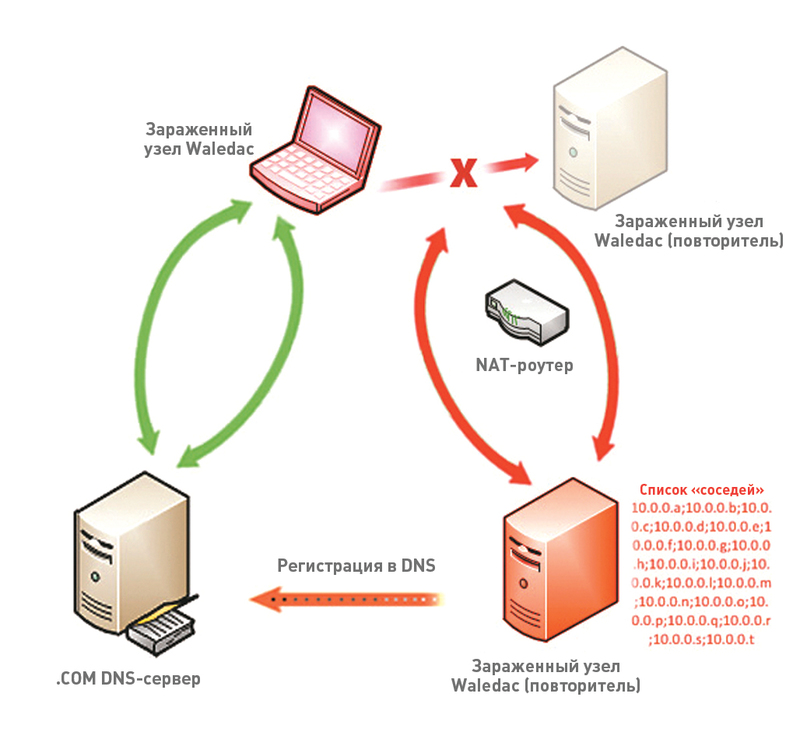 Зараженный
узел Waledac
X
Зараженный узел
Waledac (повторитель)
NAT-роутер
Список «соседей»
10.0.0.a;10.0.0.b;10.0.
0.c;10.0.0.d;10.0.0.e;1
0.0.0.f;10.0.0.g;10.0.0
.h;10.0.0.i;10.0.0.j;10.
0.0.k;10.0.0.l;10.0.0.m
;10.0.0.n;10.0.0.o;10.
0.0.p;10.0.0.q;10.0.0.r
;10.0.0.s;10.0.0.t
Регистрация в DNS
.COM DNS-сервер
Зараженный узел
Waledac (повторитель)